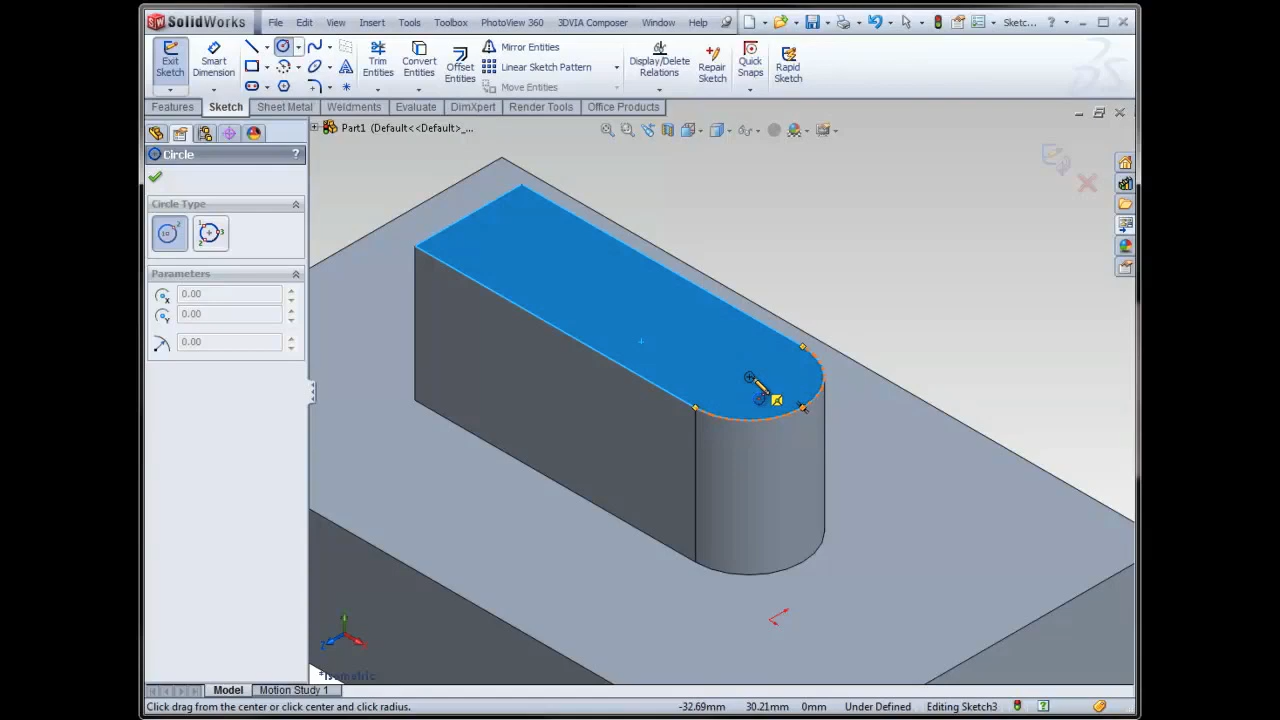 SolidWorks File Edit View Insert Tools Toolbox PhotoView 360 3DVIA Composer Window Help Sketc... ?
Exit Sketch
Smart Dimension
Trim Entities
Convert Entities
Offset Entities
Mirror Entities
Linear Sketch Pattern
Move Entities
Display/Delete Relations
Repair Sketch
Quick Snaps
Rapid Sketch
Features Sketch Sheet Metal Weldments Evaluate DimXpert Render Tools Office Products
Part1 (Default<<Default>_...
Circle ?
Circle Type
Parameters
0.00
0.00
0.00
*Isometric
Model Motion Study 1
Click drag from the center or click center and click radius. -32.69mm 30.21mm 0mm Under Defined Editing Sketch3